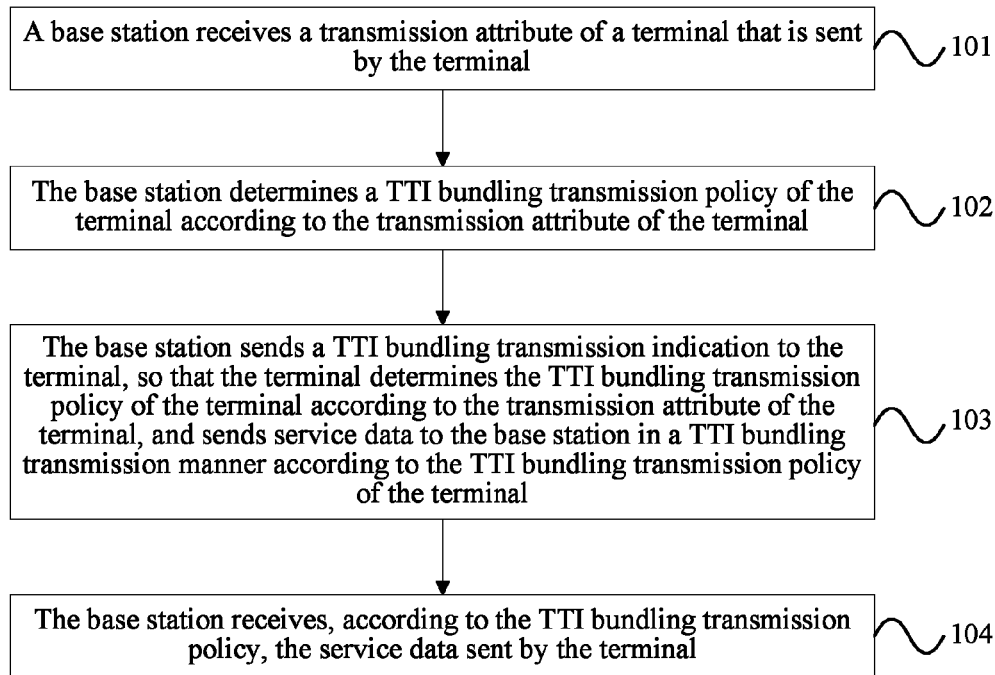 A base station receives a transmission attribute of a terminal that is sent
by the terminal
101
The base station determines a TTI bundling transmission policy of the
terminal according to the transmission attribute of the terminal
102
The base station sends a TTI bundling transmission indication to the
terminal, so that the terminal determines the TTI bundling transmission
policy of the terminal according to the transmission attribute of the
terminal, and sends service data to the base station in a TTI bundling
transmission manner according to the TTI bundling transmission policy
of the terminal
103
The base station receives, according to the TTI bundling transmission
policy, the service data sent by the terminal
104